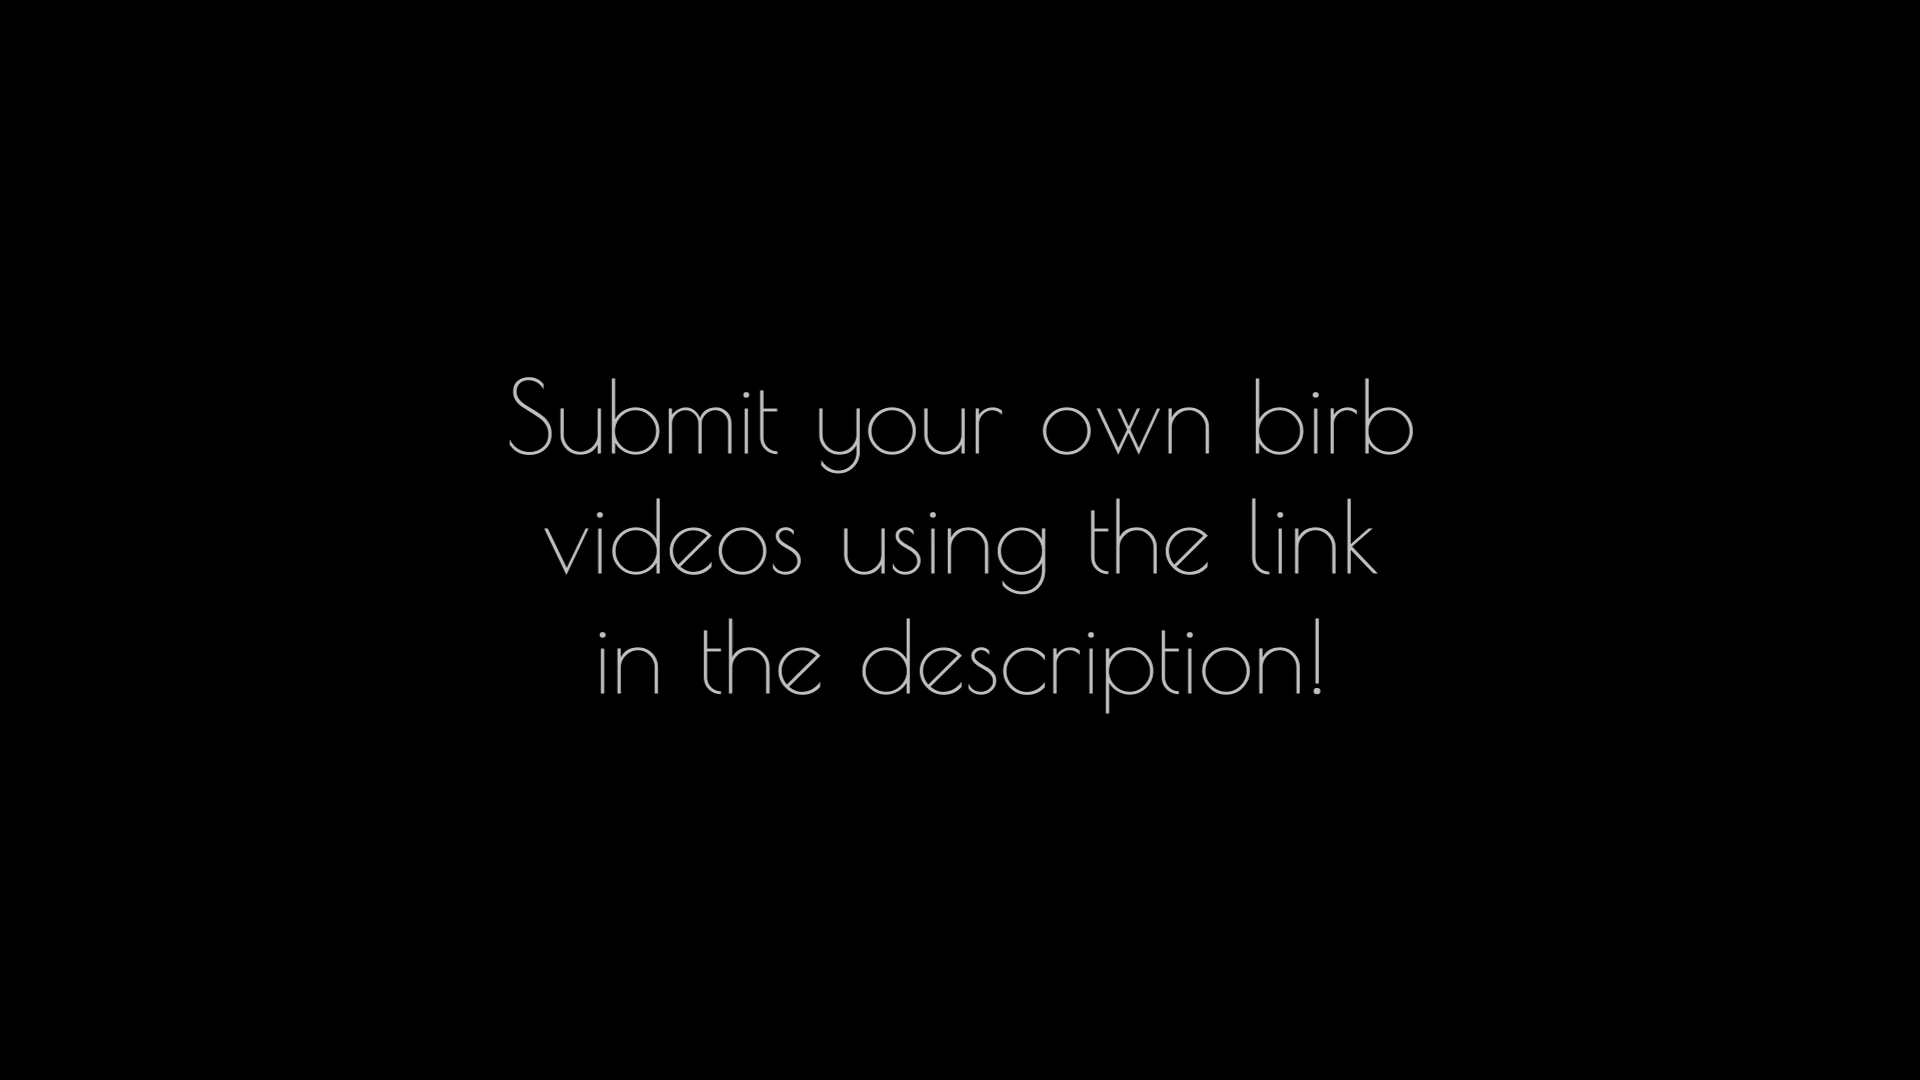 Submit your own birb
videos using the link
in the description!